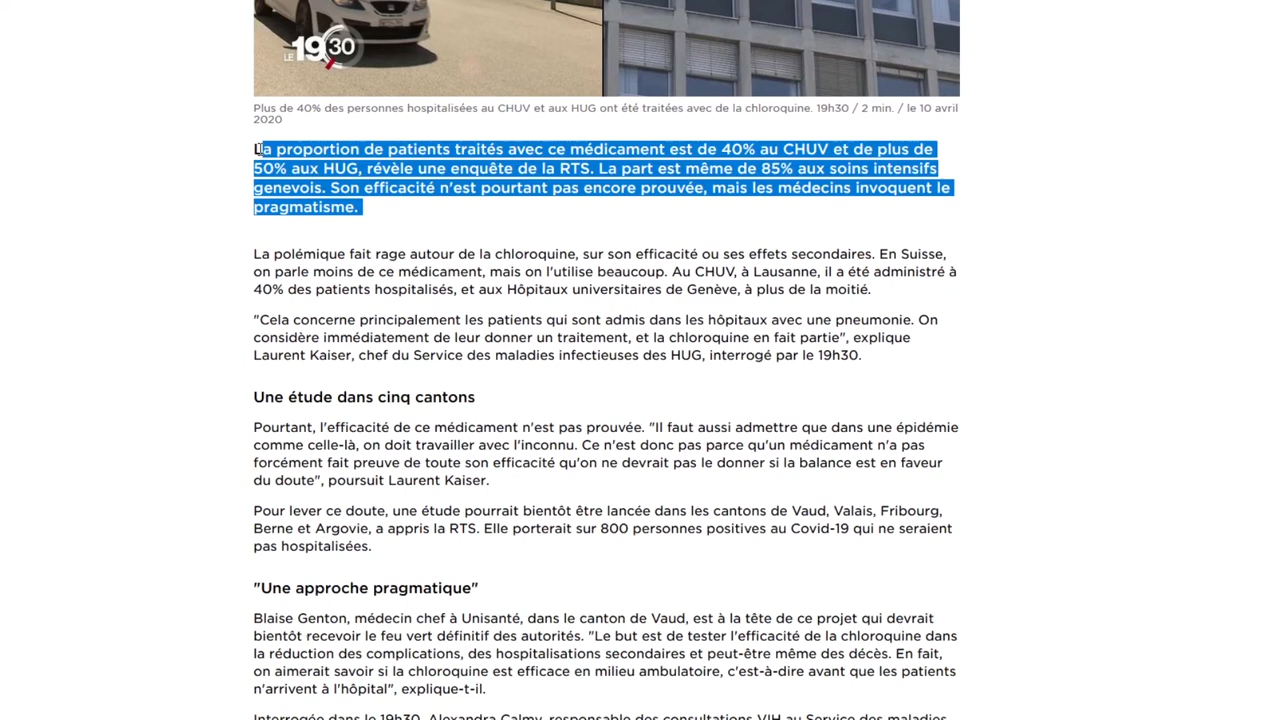 LE 19 30
Plus de 40% des personnes hospitalisées au CHUV et aux HUG ont été traitées avec de la chloroquine. 19h30 / 2 min. / le 10 avril
2020
La proportion de patients traités avec ce médicament est de 40% au CHUV et de plus de
50% aux HUG, révèle une enquête de la RTS. La part est même de 85% aux soins intensifs
genevois. Son efficacité n'est pourtant pas encore prouvée, mais les médecins invoquent le
pragmatisme.
La polémique fait rage autour de la chloroquine, sur son efficacité ou ses effets secondaires. En Suisse,
on parle moins de ce médicament, mais on l'utilise beaucoup. Au CHUV, à Lausanne, il a été administré à
40% des patients hospitalisés, et aux Hôpitaux universitaires de Genève, à plus de la moitié.
"Cela concerne principalement les patients qui sont admis dans les hôpitaux avec une pneumonie. On
considère immédiatement de leur donner un traitement, et la chloroquine en fait partie", explique
Laurent Kaiser, chef du Service des maladies infectieuses des HUG, interrogé par le 19h30.
Une étude dans cinq cantons
Pourtant, l'efficacité de ce médicament n'est pas prouvée. "Il faut aussi admettre que dans une épidémie
comme celle-là, on doit travailler avec l'inconnu. Ce n'est donc pas parce qu'un médicament n'a pas
forcément fait preuve de toute son efficacité qu'on ne devrait pas le donner si la balance est en faveur
du doute", poursuit Laurent Kaiser.
Pour lever ce doute, une étude pourrait bientôt être lancée dans les cantons de Vaud, Valais, Fribourg,
Berne et Argovie, a appris la RTS. Elle porterait sur 800 personnes positives au Covid-19 qui ne seraient
pas hospitalisées.
"Une approche pragmatique"
Blaise Genton, médecin chef à Unisanté, dans le canton de Vaud, est à la tête de ce projet qui devrait
bientôt recevoir le feu vert définitif des autorités. "Le but est de tester l'efficacité de la chloroquine dans
la réduction des complications, des hospitalisations secondaires et peut-être même des décès. En fait,
on aimerait savoir si la chloroquine est efficace en milieu ambulatoire, c'est-à-dire avant que les patients
n'arrivent à l'hôpital", explique-t-il.
Interrogée dans le 19h30, Alexandra Calmy, responsable des consultations VIH au Service des maladies